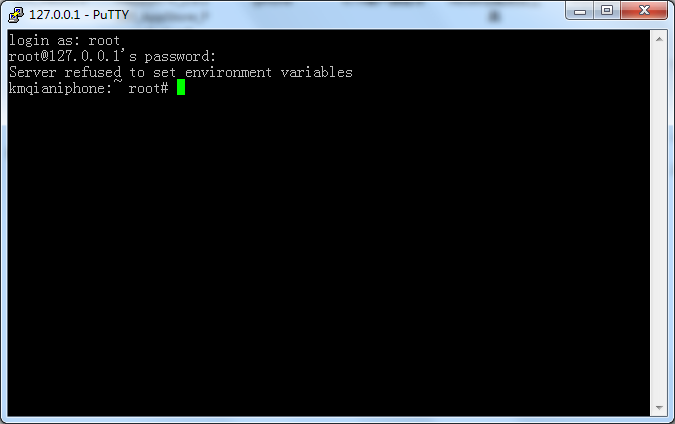 127.0.0.1 - PuTTY
login as: root
root@127.0.0.1's password:
Server refused to set environment variables
kmqianiphone:~ root#